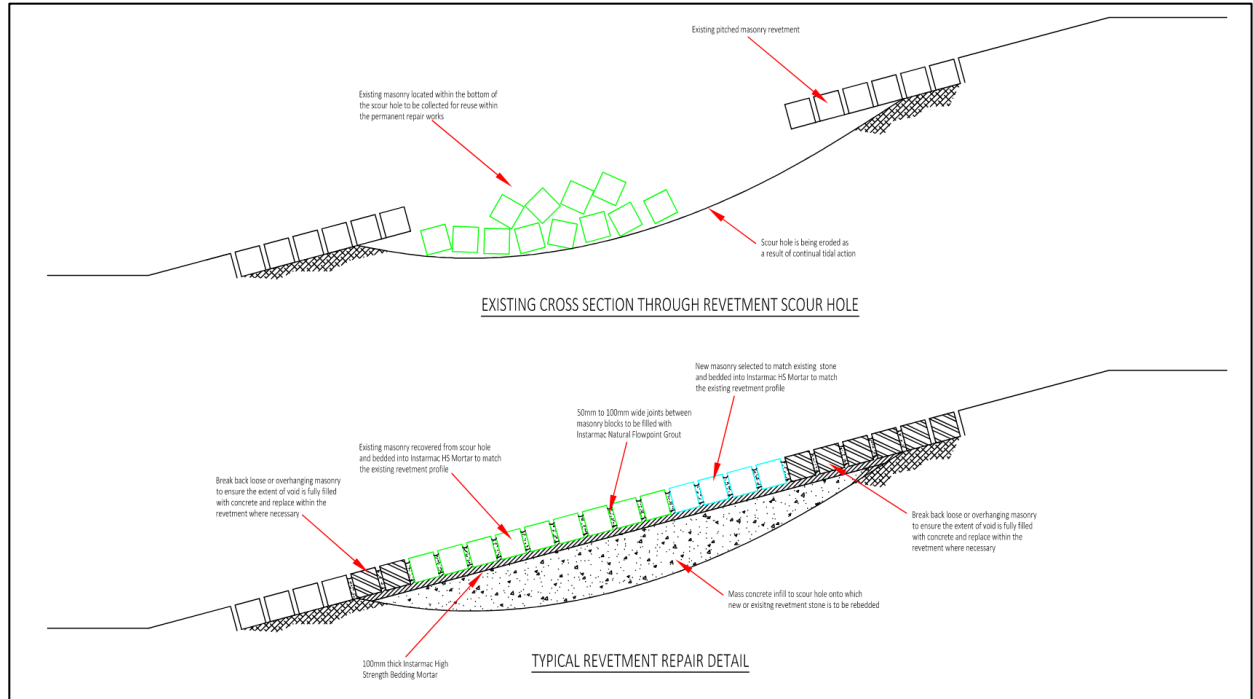 Existing pitched masonry revetment
Existing masonry located within the bottom of
the scour hole to be collected for reuse within
the permanent repair works
Scour hole is being eroded as
a result of continual tidal action
EXISTING CROSS SECTION THROUGH REVETMENT SCOUR HOLE
New masonry selected to match existing stone
and bedded into Instarmac HS Mortar to match
the existing revetment profile
50mm to 100mm wide joints between
masonry blocks to be filled with
Instarmac Natural Flowpoint Grout
Existing masonry recovered from scour hole
and bedded into Instarmac HS Mortar to match
the existing revetment profile
Break back loose or overhanging masonry
to ensure the extent of void is fully filled
with concrete and replace within the
revetment where necessary
Break back loose or overhanging masonry
to ensure the extent of void is fully filled
with concrete and replace within the
revetment where necessary
Mass concrete infill to scour hole onto which
new or exisitng revetment stone is to be rebedded
100mm thick Instarmac High
Strength Bedding Mortar
TYPICAL REVETMENT REPAIR DETAIL